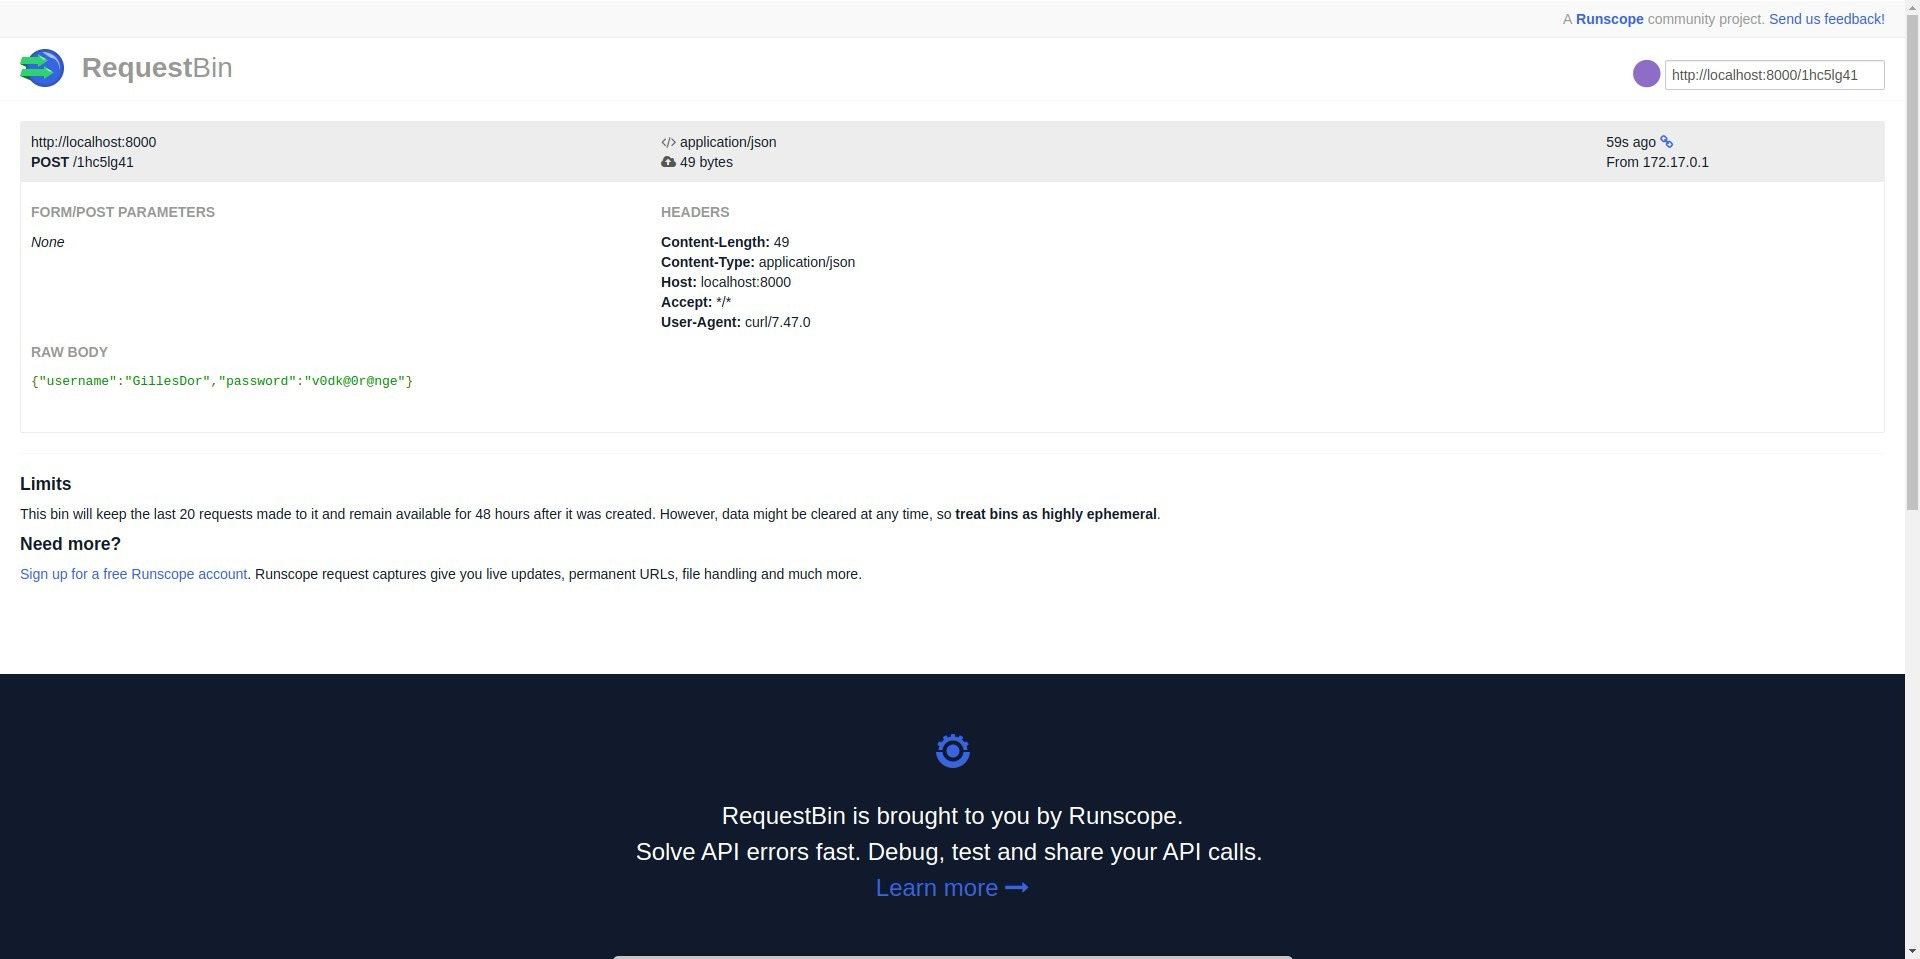 A Runscope community project. Send us feedback!
RequestBin
http://localhost:8000/1hc5lg41
http://localhost:8000
POST /1hc5lg41
application/json
49 bytes
59s ago
From 172.17.0.1
FORM/POST PARAMETERS
None
HEADERS
Content-Length: 49
Content-Type: application/json
Host: localhost:8000
Accept: */*
User-Agent: curl/7.47.0
RAW BODY
{"username":"GillesDor","password":"v0dk@0r@nge"}
Limits
This bin will keep the last 20 requests made to it and remain available for 48 hours after it was created. However, data might be cleared at any time, so treat bins as highly ephemeral.
Need more?
Sign up for a free Runscope account. Runscope request captures give you live updates, permanent URLs, file handling and much more.
RequestBin is brought to you by Runscope.
Solve API errors fast. Debug, test and share your API calls.
Learn more